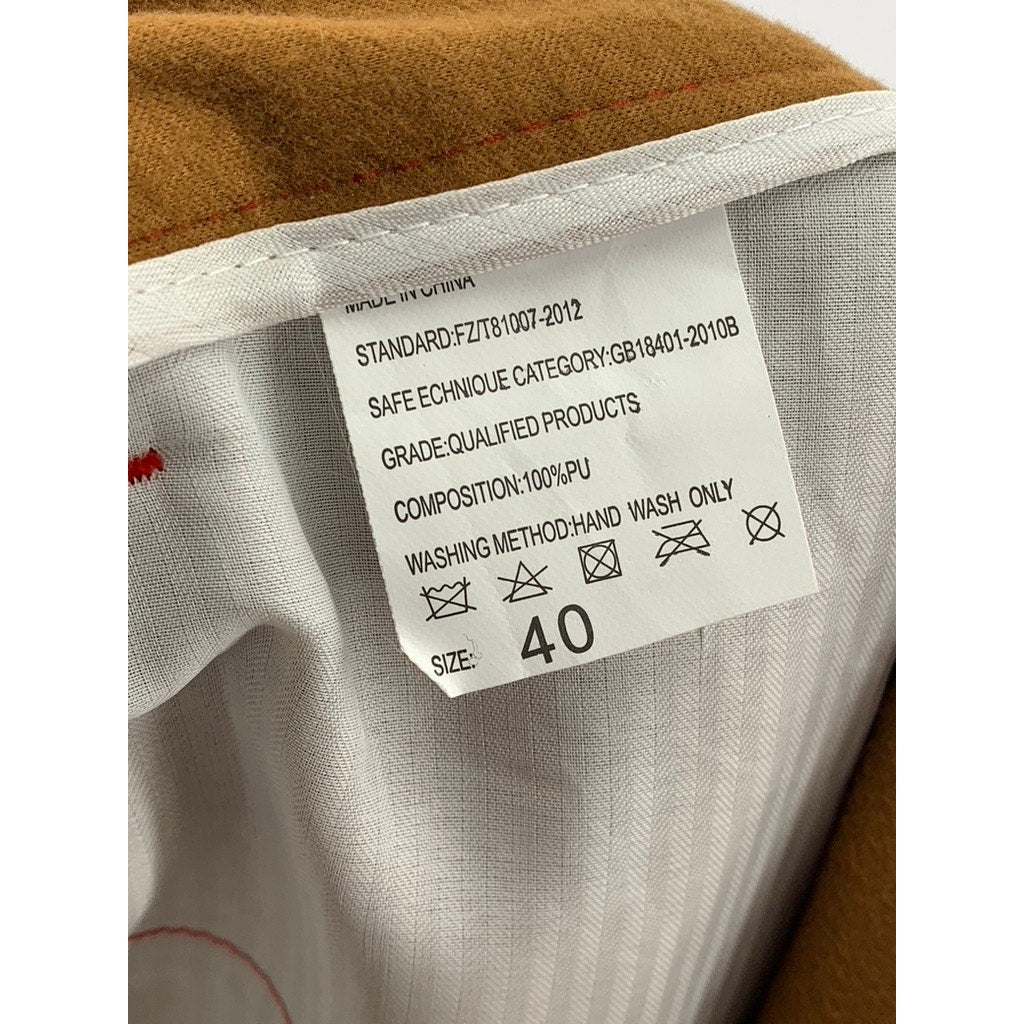 MADE IN CHINA
STANDARD:FZ/T81007-2012
SAFE ECHNIQUE CATEGORY:GB18401-2010B
GRADE:QUALIFIED PRODUCTS
COMPOSITION:100%PU
WASHING METHOD:HAND WASH ONLY
SIZE: 40